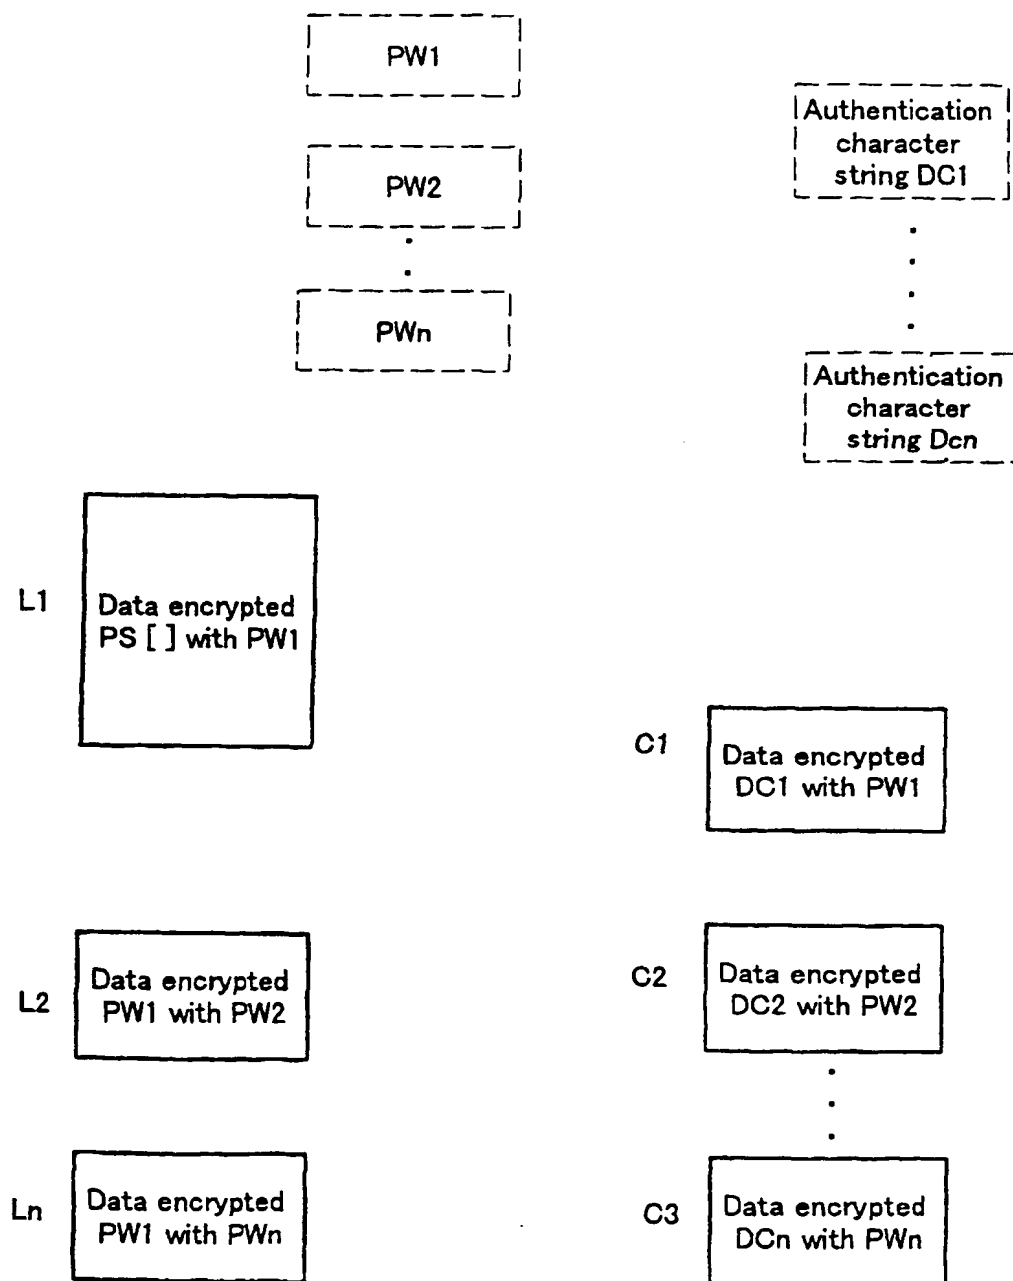 PW1
PW2
PWn
Authentication
character
string DC1
Authentication
character
string Dcn
L1
Data encrypted
PS [ ] with PW1
C1
Data encrypted
DC1 with PW1
L2
Data encrypted
PW1 with PW2
C2
Data encrypted
DC2 with PW2
Ln
Data encrypted
PW1 with PWn
C3
Data encrypted
DCn with PWn